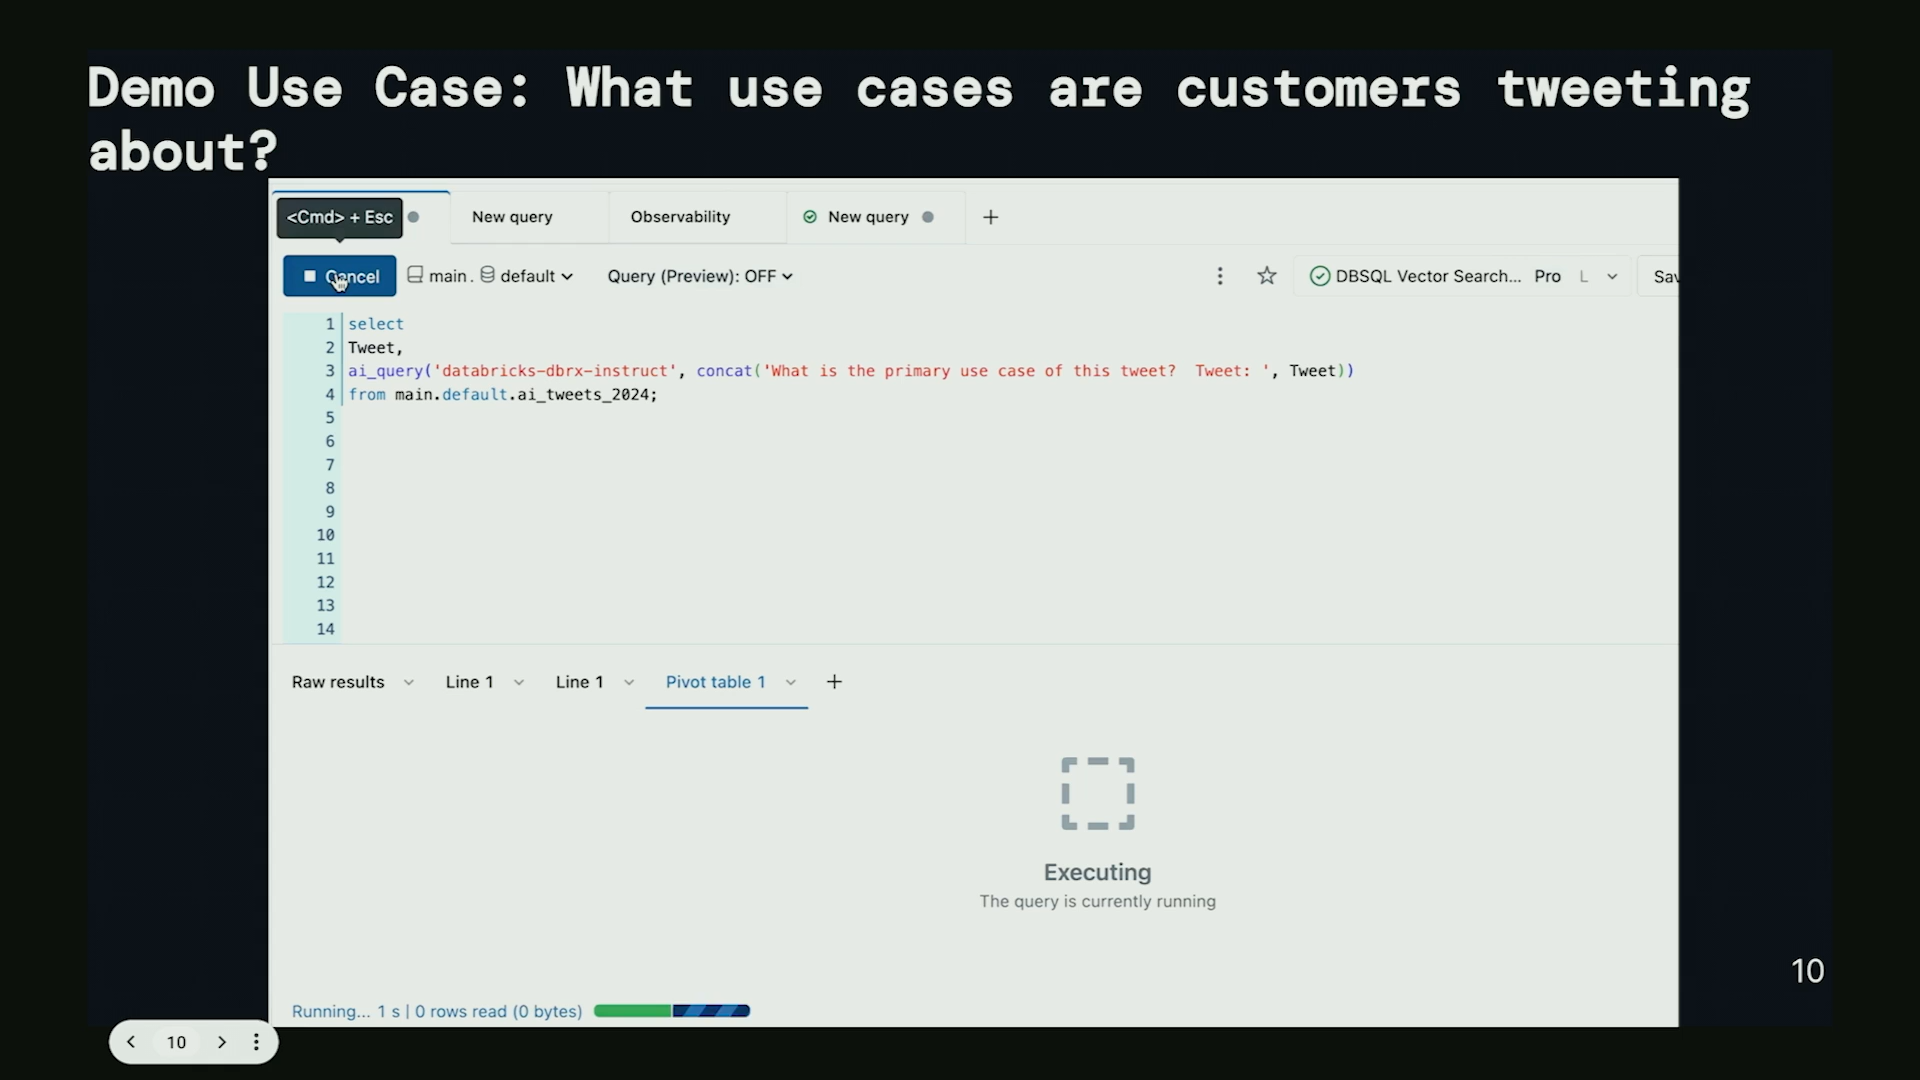 Demo Use Case: What use cases are customers tweeting
about?
<Cmd> + Esc
New query
Observability
New query
+
Cancel
main.
default
Query (Preview): OFF
DBSQL Vector Search...
Pro
L
Sav
1 select
2 Tweet,
3 ai_query('databricks-dbrx-instruct', concat('What is the primary use case of this tweet?  Tweet: ', Tweet))
4 from main.default.ai_tweets_2024;
5
6
7
8
9
10
11
12
13
14
Raw results
Line 1
Line 1
Pivot table 1
+
Executing
The query is currently running
Running... 1 s | 0 rows read (0 bytes)
10
10